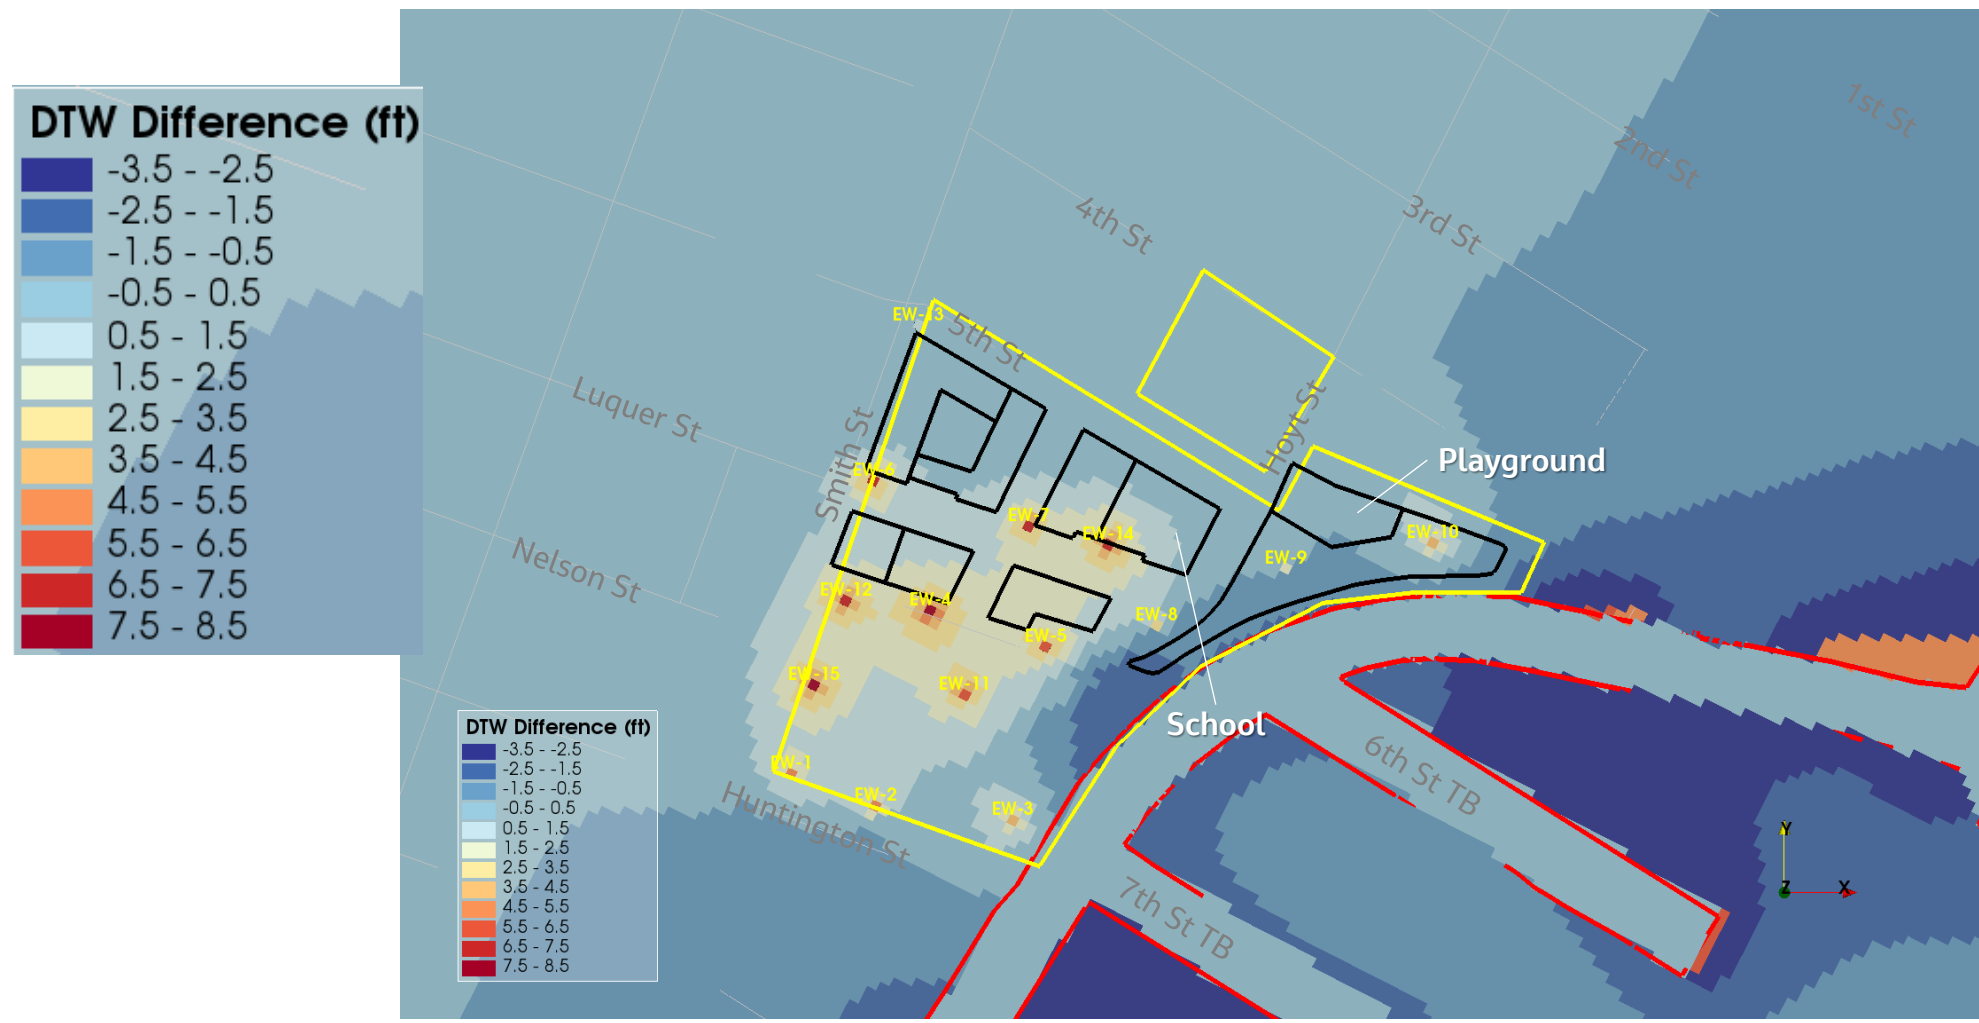 DTW Difference (ft)
-3.5 - -2.5
-2.5 - -1.5
-1.5 - -0.5
-0.5 - 0.5
0.5 - 1.5
1.5 - 2.5
2.5 - 3.5
3.5 - 4.5
4.5 - 5.5
5.5 - 6.5
6.5 - 7.5
7.5 - 8.5
1st St
2nd St
3rd St
4th St
5th St
EW-13
Hoyt St
Luquer St
Smith St
Playground
EW-6
EW-7
EW-14
EW-10
EW-9
Nelson St
EW-12
EW-4
EW-8
EW-5
EW-15
EW-11
School
EW-1
EW-2
EW-3
Huntington St
6th St TB
7th St TB
DTW Difference (ft)
-3.5 - -2.5
-2.5 - -1.5
-1.5 - -0.5
-0.5 - 0.5
0.5 - 1.5
1.5 - 2.5
2.5 - 3.5
3.5 - 4.5
4.5 - 5.5
5.5 - 6.5
6.5 - 7.5
7.5 - 8.5
Y
Z
X